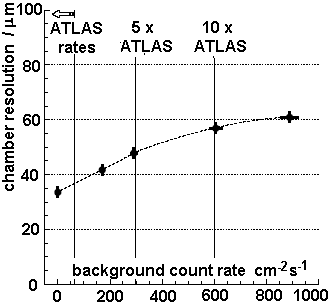 chamber resolution / µm
100
80
60
40
20
0
ATLAS
rates
5 x
ATLAS
10 x
ATLAS
background count rate cm-2s-1
0 200 400 600 800 1000